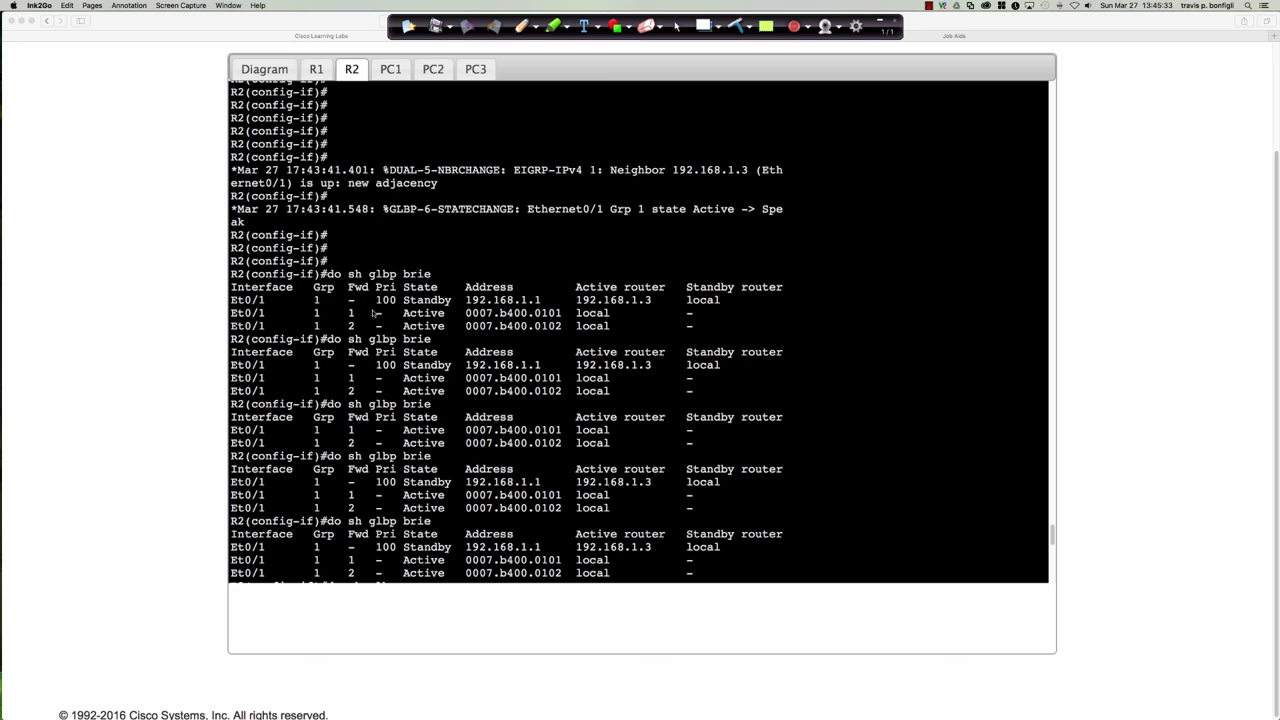 Ink2Go Edit Pages Annotation Screen Capture Window Help Sun Mar 27 13:45:33 travis p. bonfigli
1/1
Cisco Learning Labs Job Aids
Diagram R1 R2 PC1 PC2 PC3
R2(config-if)#
R2(config-if)#
R2(config-if)#
R2(config-if)#
R2(config-if)#
R2(config-if)#
R2(config-if)#
*Mar 27 17:43:41.401: %DUAL-5-NBRCHANGE: EIGRP-IPv4 1: Neighbor 192.168.1.3 (Eth
ernet0/1) is up: new adjacency
R2(config-if)#
*Mar 27 17:43:41.548: %GLBP-6-STATECHANGE: Ethernet0/1 Grp 1 state Active -> Spe
ak
R2(config-if)#
R2(config-if)#
R2(config-if)#
R2(config-if)#do sh glbp brie
Interface Grp Fwd Pri State Address Active router Standby router
Et0/1 1 - 100 Standby 192.168.1.1 192.168.1.3 local
Et0/1 1 1 - Active 0007.b400.0101 local -
Et0/1 1 2 - Active 0007.b400.0102 local -
R2(config-if)#do sh glbp brie
Interface Grp Fwd Pri State Address Active router Standby router
Et0/1 1 - 100 Standby 192.168.1.1 192.168.1.3 local
Et0/1 1 1 - Active 0007.b400.0101 local -
Et0/1 1 2 - Active 0007.b400.0102 local -
R2(config-if)#do sh glbp brie
Interface Grp Fwd Pri State Address Active router Standby router
Et0/1 1 1 - Active 0007.b400.0101 local -
Et0/1 1 2 - Active 0007.b400.0102 local -
R2(config-if)#do sh glbp brie
Interface Grp Fwd Pri State Address Active router Standby router
Et0/1 1 - 100 Standby 192.168.1.1 192.168.1.3 local
Et0/1 1 1 - Active 0007.b400.0101 local -
Et0/1 1 2 - Active 0007.b400.0102 local -
R2(config-if)#do sh glbp brie
Interface Grp Fwd Pri State Address Active router Standby router
Et0/1 1 - 100 Standby 192.168.1.1 192.168.1.3 local
Et0/1 1 1 - Active 0007.b400.0101 local -
Et0/1 1 2 - Active 0007.b400.0102 local -
© 1992-2016 Cisco Systems, Inc. All rights reserved.